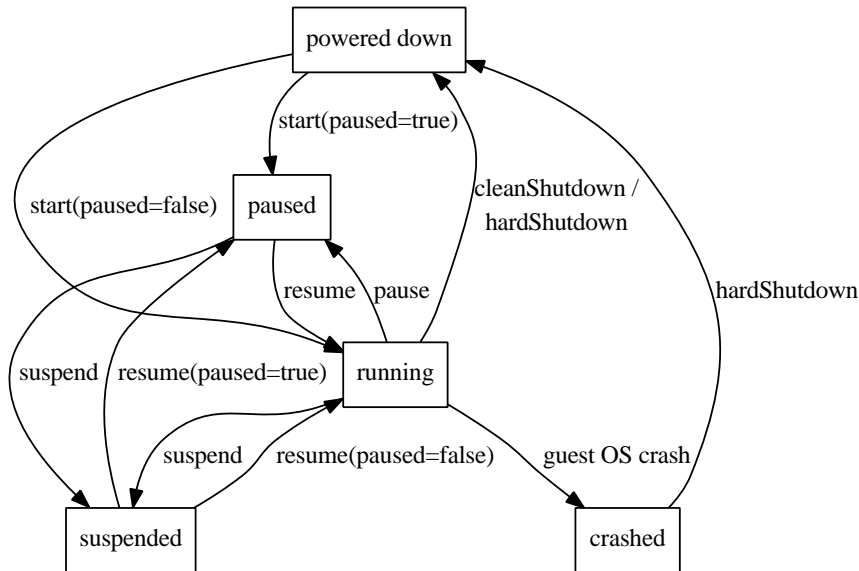 powered down
start(paused=true)
cleanShutdown /
hardShutdown
start(paused=false)
paused
resume
pause
hardShutdown
suspend
resume(paused=true)
running
suspend
resume(paused=false)
guest OS crash
suspended
crashed